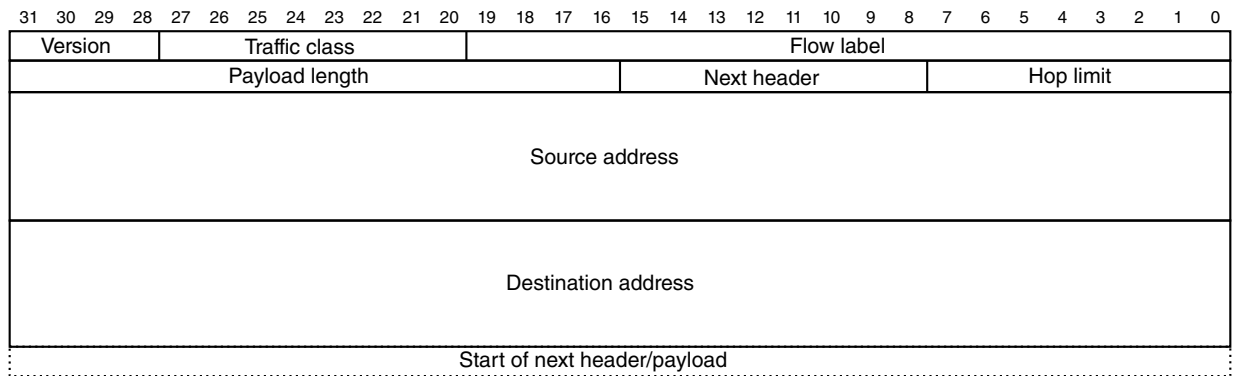 31 30 29 28 27 26 25 24 23 22 21 20 19 18 17 16 15 14 13 12 11 10 9 8 7 6 5 4 3 2 1 0
Version Traffic class Flow label
Payload length Next header Hop limit
Source address
Destination address
Start of next header/payload